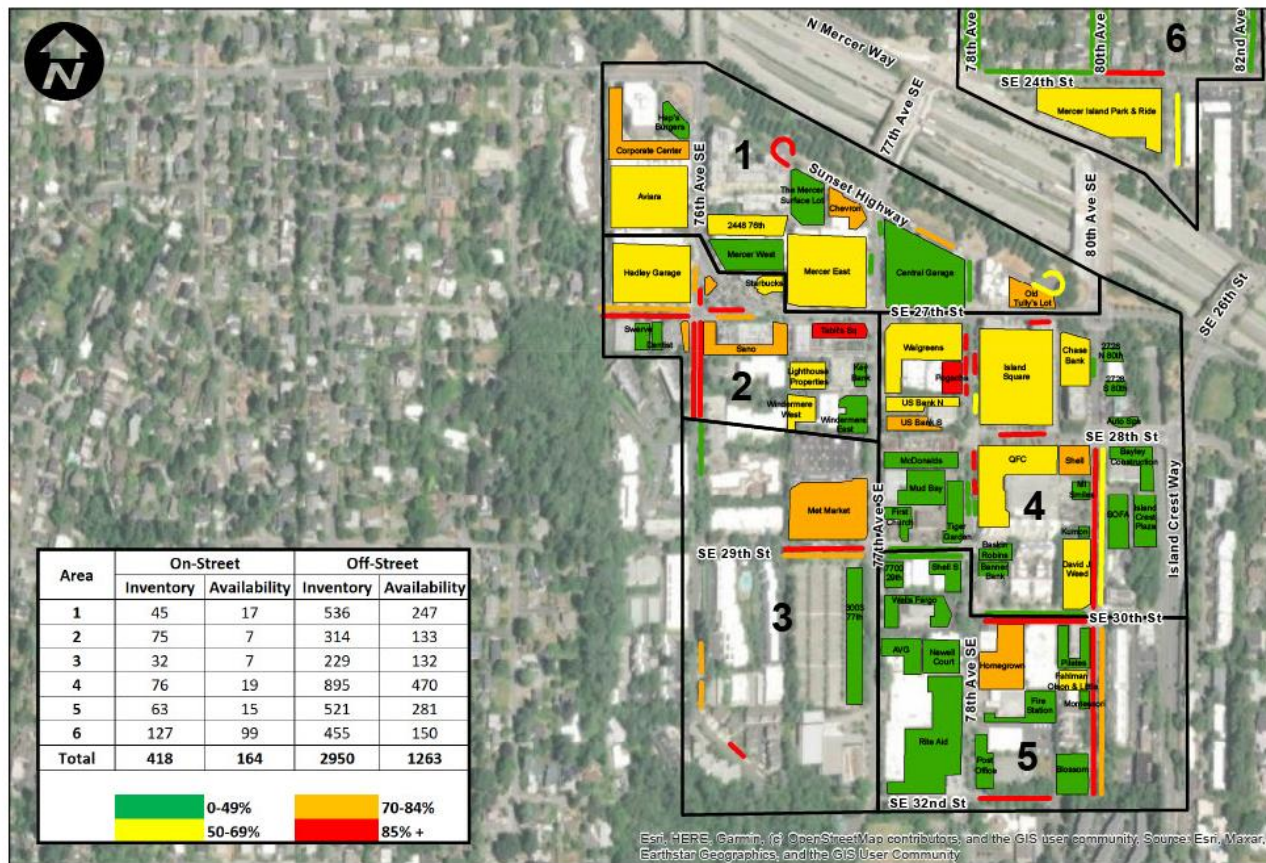 N
N Mercer Way
78th Ave
80th Ave
6
82nd Ave
SE 24th St
Mercer Island Park & Ride
77th Ave SE
Hap's
Burgers
Corporate Center
76th Ave SE
1
Sunset Highway
Aviara
The Mercer
Surface Lot
Chevron
2448 76th
80th Ave SE
Mercer West
Mercer East
Central Garage
Hadley Garage
Starbucks
Old
Tully's Lot
SE 26th St
SE 27th St
Swerve
Dentist
Sano
Walgreens
Island
Square
Chase
Bank
2728
N 80th
2728
S 80th
2
Lighthouse
Properties
Key
Bank
Windermere
West
Windermere
East
US Bank N
US Bank S
Auto Spa
SE 28th St
McDonalds
QFC
Shell
Bayley
Construction
Mud Bay
MI
Smiles
Met Market
First
Church
Tiger
Garden
4
BOFA
Island
Crest
Plaza
Island Crest Way
77th Ave SE
Kumon
SE 29th St
Baskin
Robins
Banner
Bank
David J
Weed
7700
29th
Shell S
3
3003
77th
Wells Fargo
SE 30th St
AVG
Newell
Court
78th Ave SE
Homegrown
Pilates
Fahlman
Olson & Little
Montessori
Fire
Station
Rite Aid
Post
Office
5
Blossom
SE 32nd St
Area On-Street Off-Street
Inventory Availability Inventory Availability
1 45 17 536 247
2 75 7 314 133
3 32 7 229 132
4 76 19 895 470
5 63 15 521 281
6 127 99 455 150
Total 418 164 2950 1263
0-49% 70-84%
50-69% 85% +
Esri, HERE, Garmin, (c) OpenStreetMap contributors, and the GIS user community, Source: Esri, Maxar,
Earthstar Geographics, and the GIS User Community